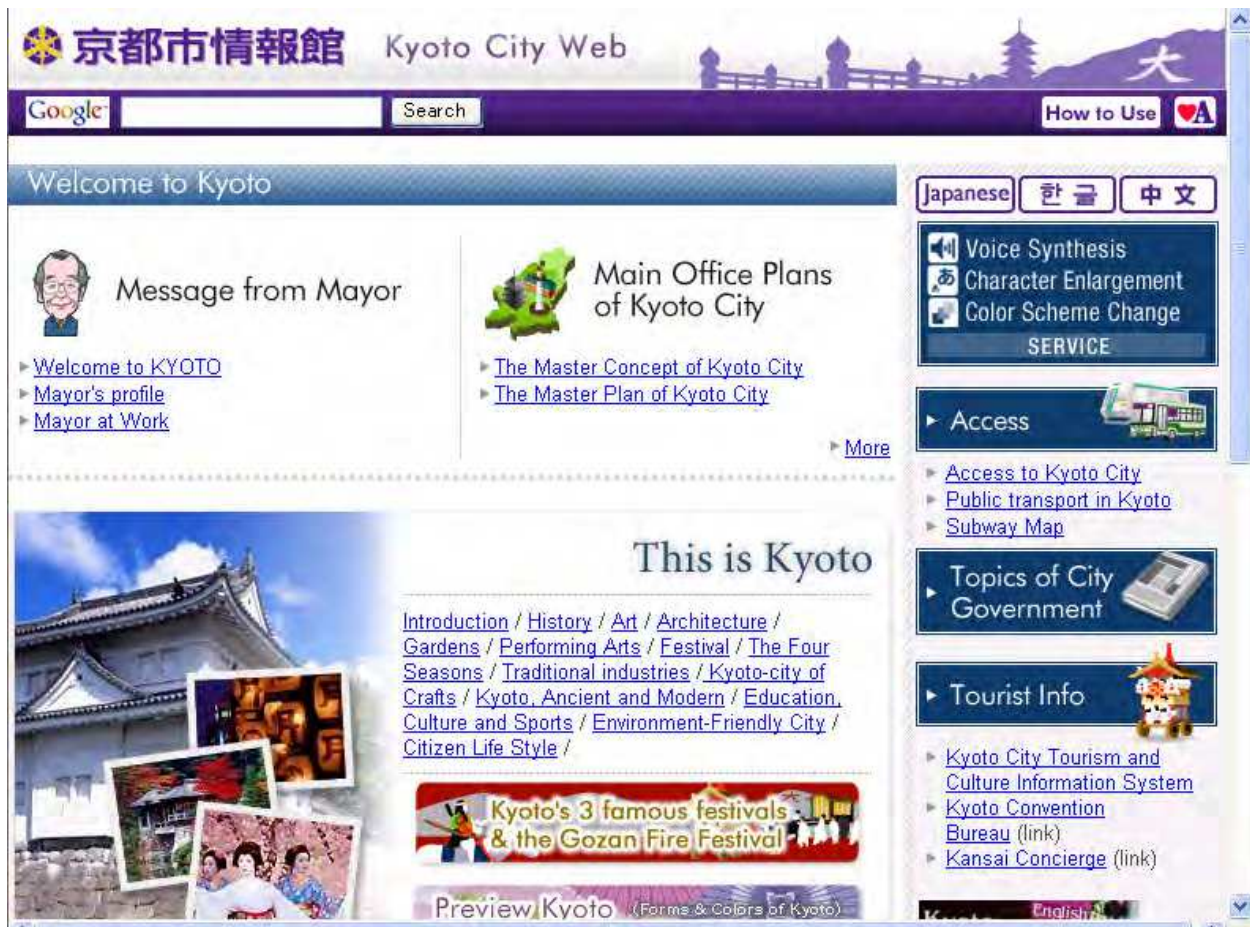 京都市情報館 Kyoto City Web
大
Google Search
How to Use
A
Welcome to Kyoto
Message from Mayor
Welcome to KYOTO
Mayor's profile
Mayor at Work
Main Office Plans
of Kyoto City
The Master Concept of Kyoto City
The Master Plan of Kyoto City
More
This is Kyoto
Introduction / History / Art / Architecture /
Gardens / Performing Arts / Festival / The Four
Seasons / Traditional industries / Kyoto-city of
Crafts / Kyoto, Ancient and Modern / Education,
Culture and Sports / Environment-Friendly City /
Citizen Life Style /
Kyoto's 3 famous festivals
& the Gozan Fire Festival
Preview Kyoto (Forms & Colors of Kyoto)
Japanese 한글 中文
Voice Synthesis
あ Character Enlargement
Color Scheme Change
SERVICE
Access
Access to Kyoto City
Public transport in Kyoto
Subway Map
Topics of City
Government
Tourist Info
Kyoto City Tourism and
Culture Information System
Kyoto Convention
Bureau (link)
Kansai Concierge (link)
Kyoto English